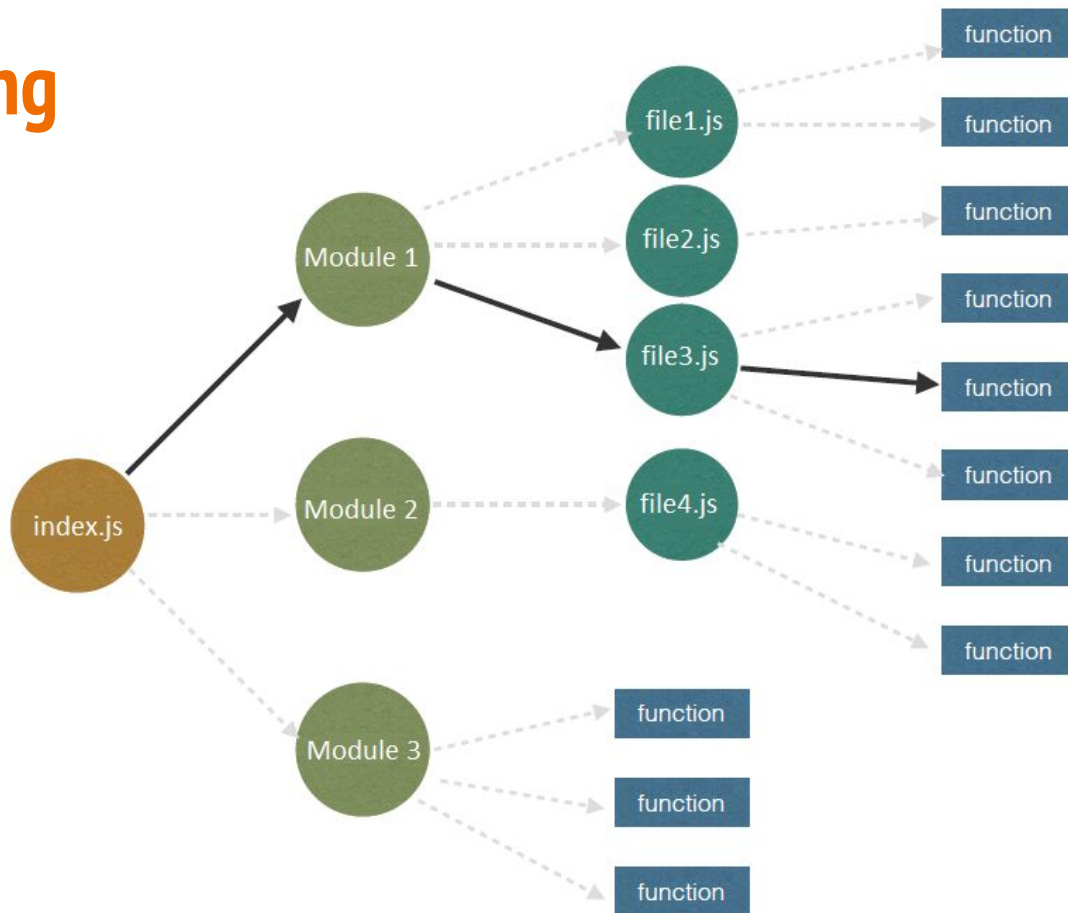 ng
function
file1.js
function
function
Module 1
file2.js
function
file3.js
function
function
Module 2
file4.js
index.js
function
function
function
Module 3
function
function